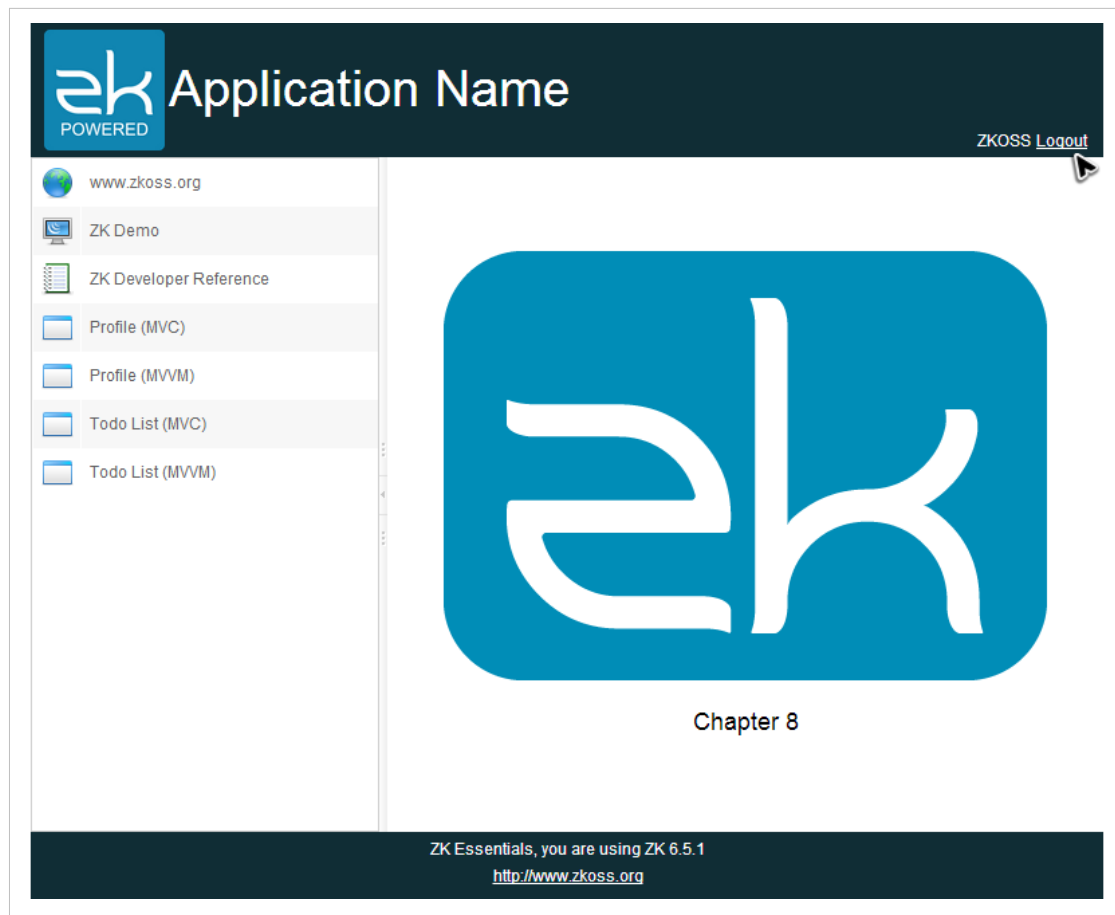 zk
POWERED
Application Name
ZKOSS Logout
www.zkoss.org
ZK Demo
ZK Developer Reference
Profile (MVC)
Profile (MVVM)
Todo List (MVC)
Todo List (MVVM)
zk
Chapter 8
ZK Essentials, you are using ZK 6.5.1
http://www.zkoss.org